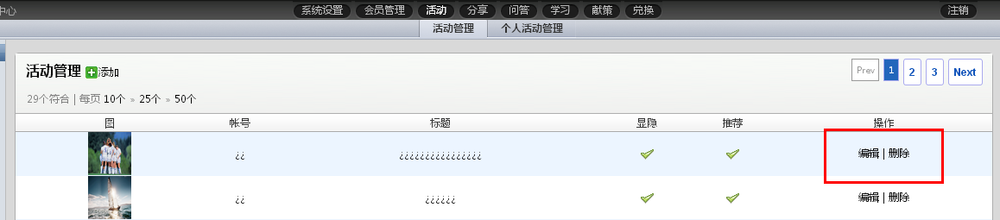 中心 系统设置 会员管理 活动 分享 问答 学习 献策 兑换 注销
活动管理 个人活动管理
活动管理 添加 Prev 1 2 3 Next
29个符合 | 每页 10个 » 25个 » 50个
图 帐号 标题 显隐 推荐 操作
¿¿ ¿¿¿¿¿¿¿¿¿¿¿¿¿¿¿¿ 编辑 | 删除
¿¿ ¿¿¿¿¿¿ 编辑 | 删除